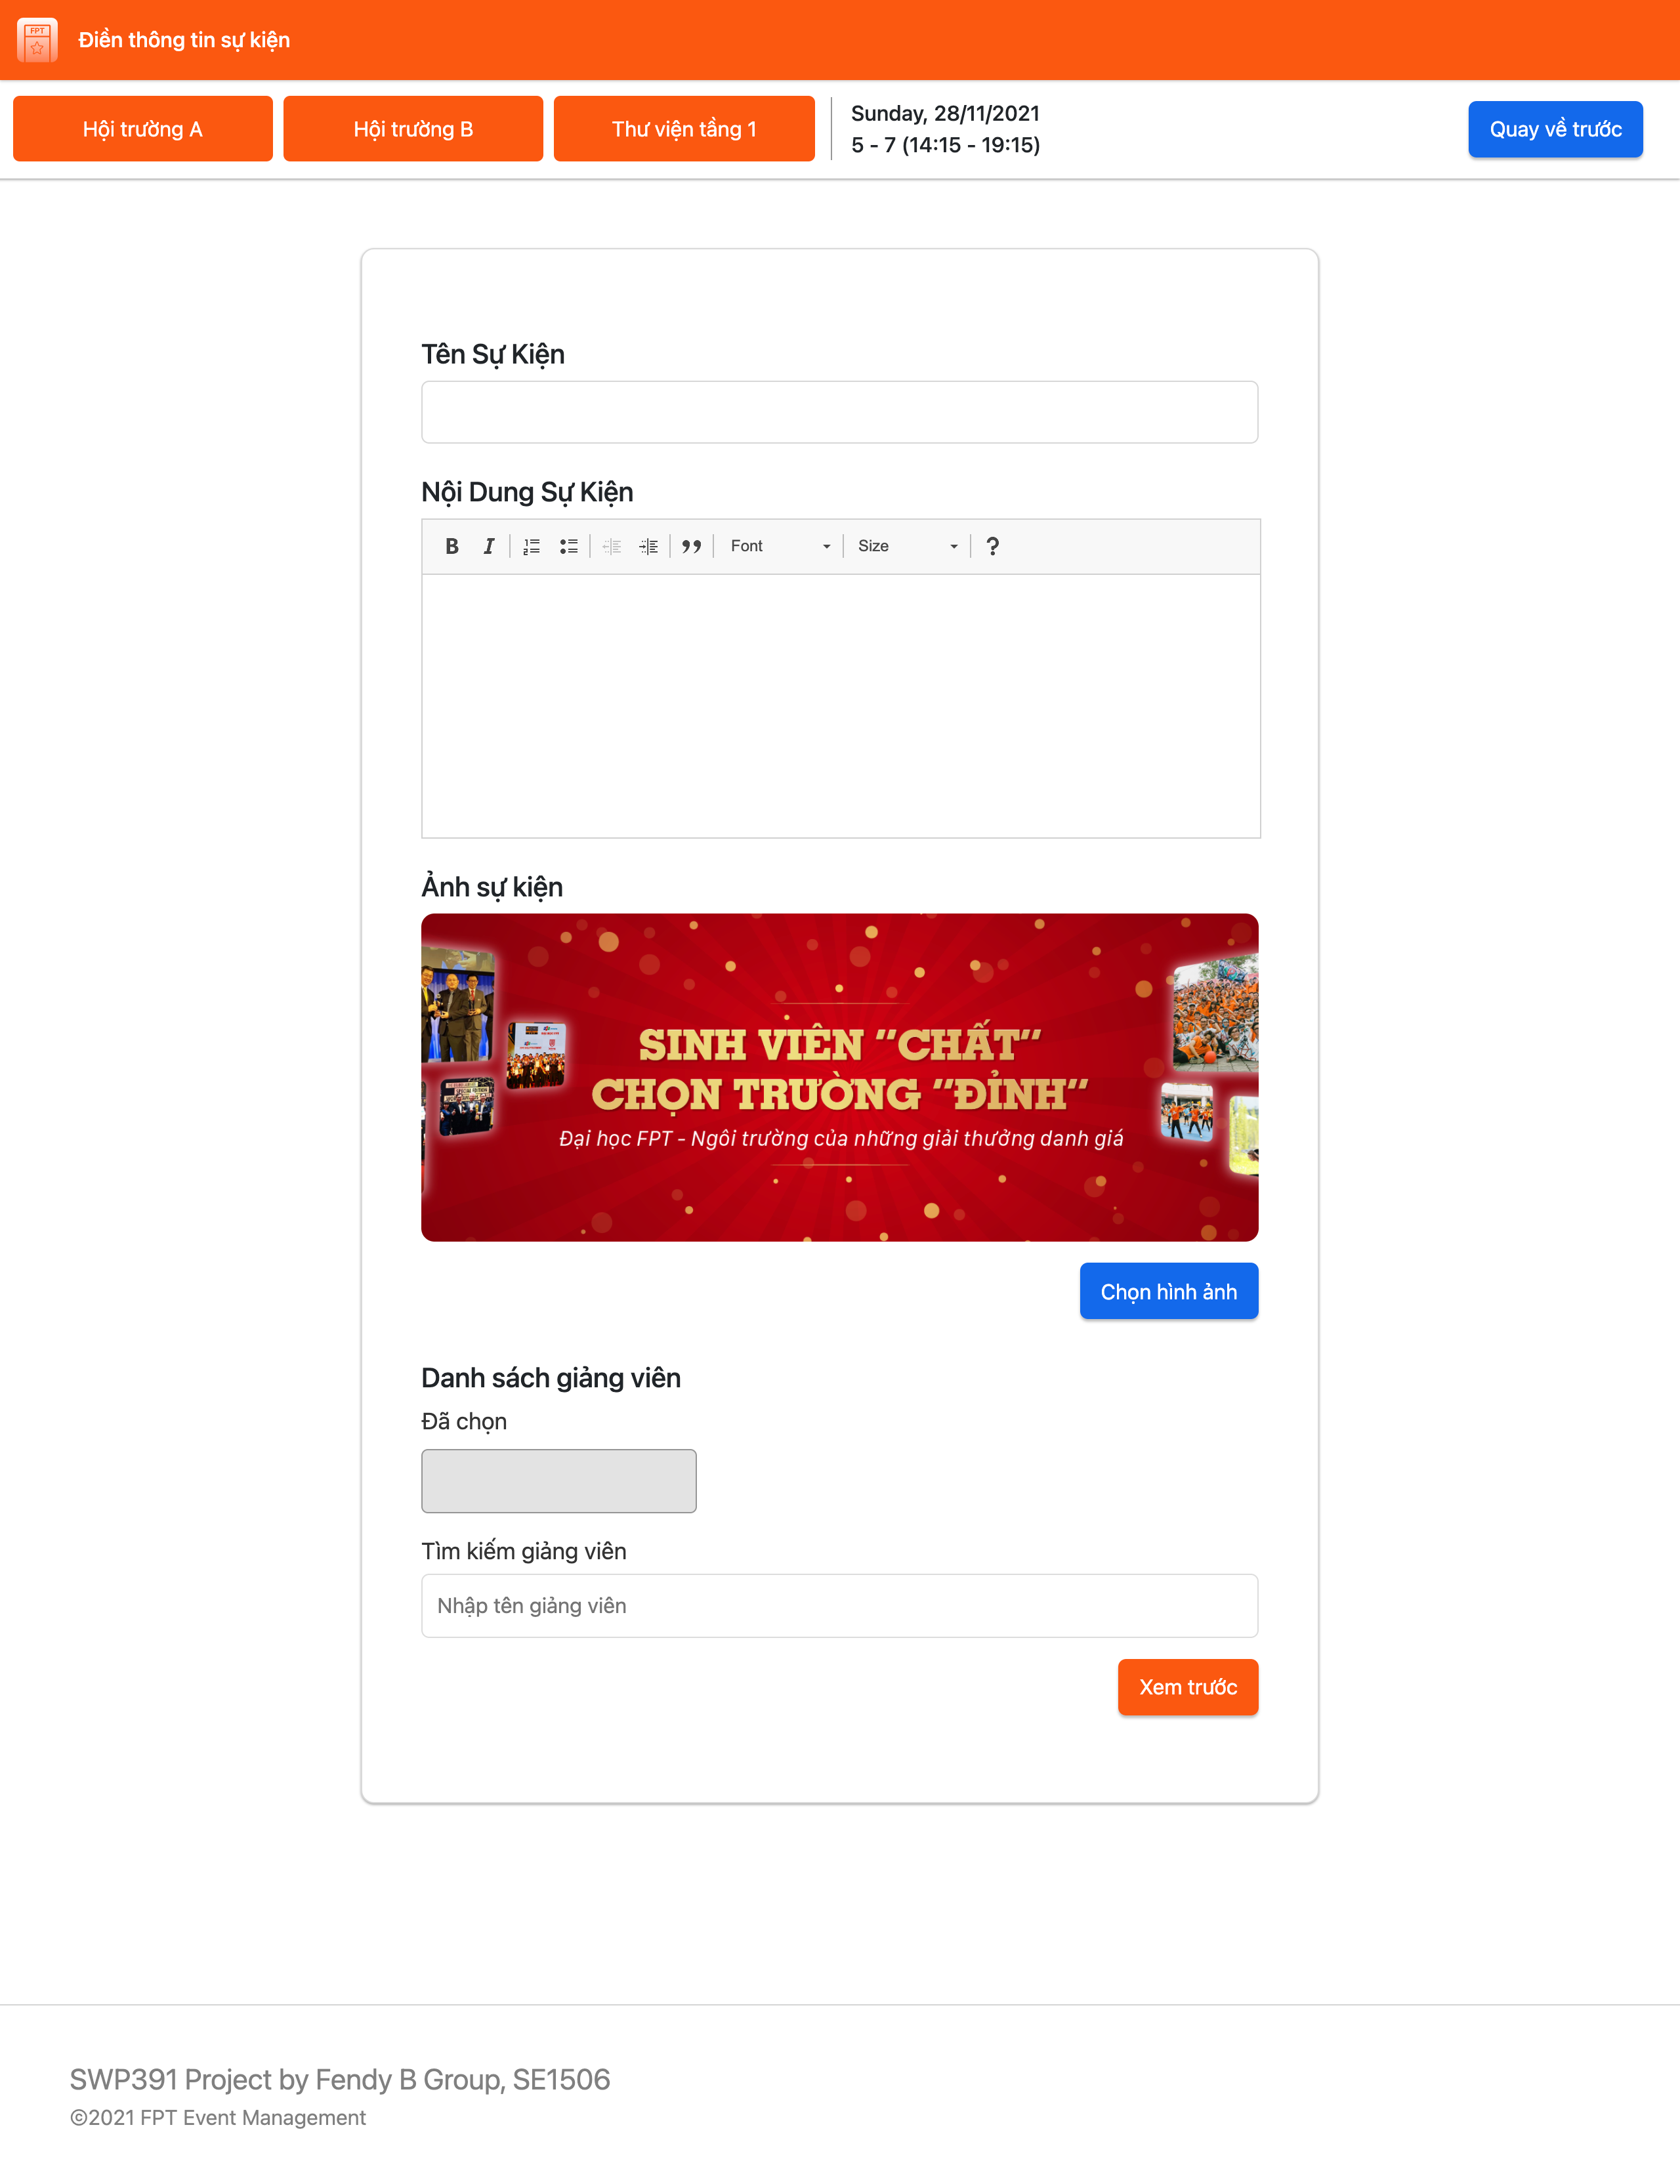 FPT
Điền thông tin sự kiện
Hội trường A
Hội trường B
Thư viện tầng 1
Sunday, 28/11/2021
5 - 7 (14:15 - 19:15)
Quay về trước
Tên Sự Kiện
Nội Dung Sự Kiện
B I Font Size ?
Ảnh sự kiện
SINH VIÊN “CHẤT”
CHỌN TRƯỜNG “ĐỈNH”
Đại học FPT - Ngôi trường của những giải thưởng danh giá
Chọn hình ảnh
Danh sách giảng viên
Đã chọn
Tìm kiếm giảng viên
Nhập tên giảng viên
Xem trước
SWP391 Project by Fendy B Group, SE1506
©2021 FPT Event Management